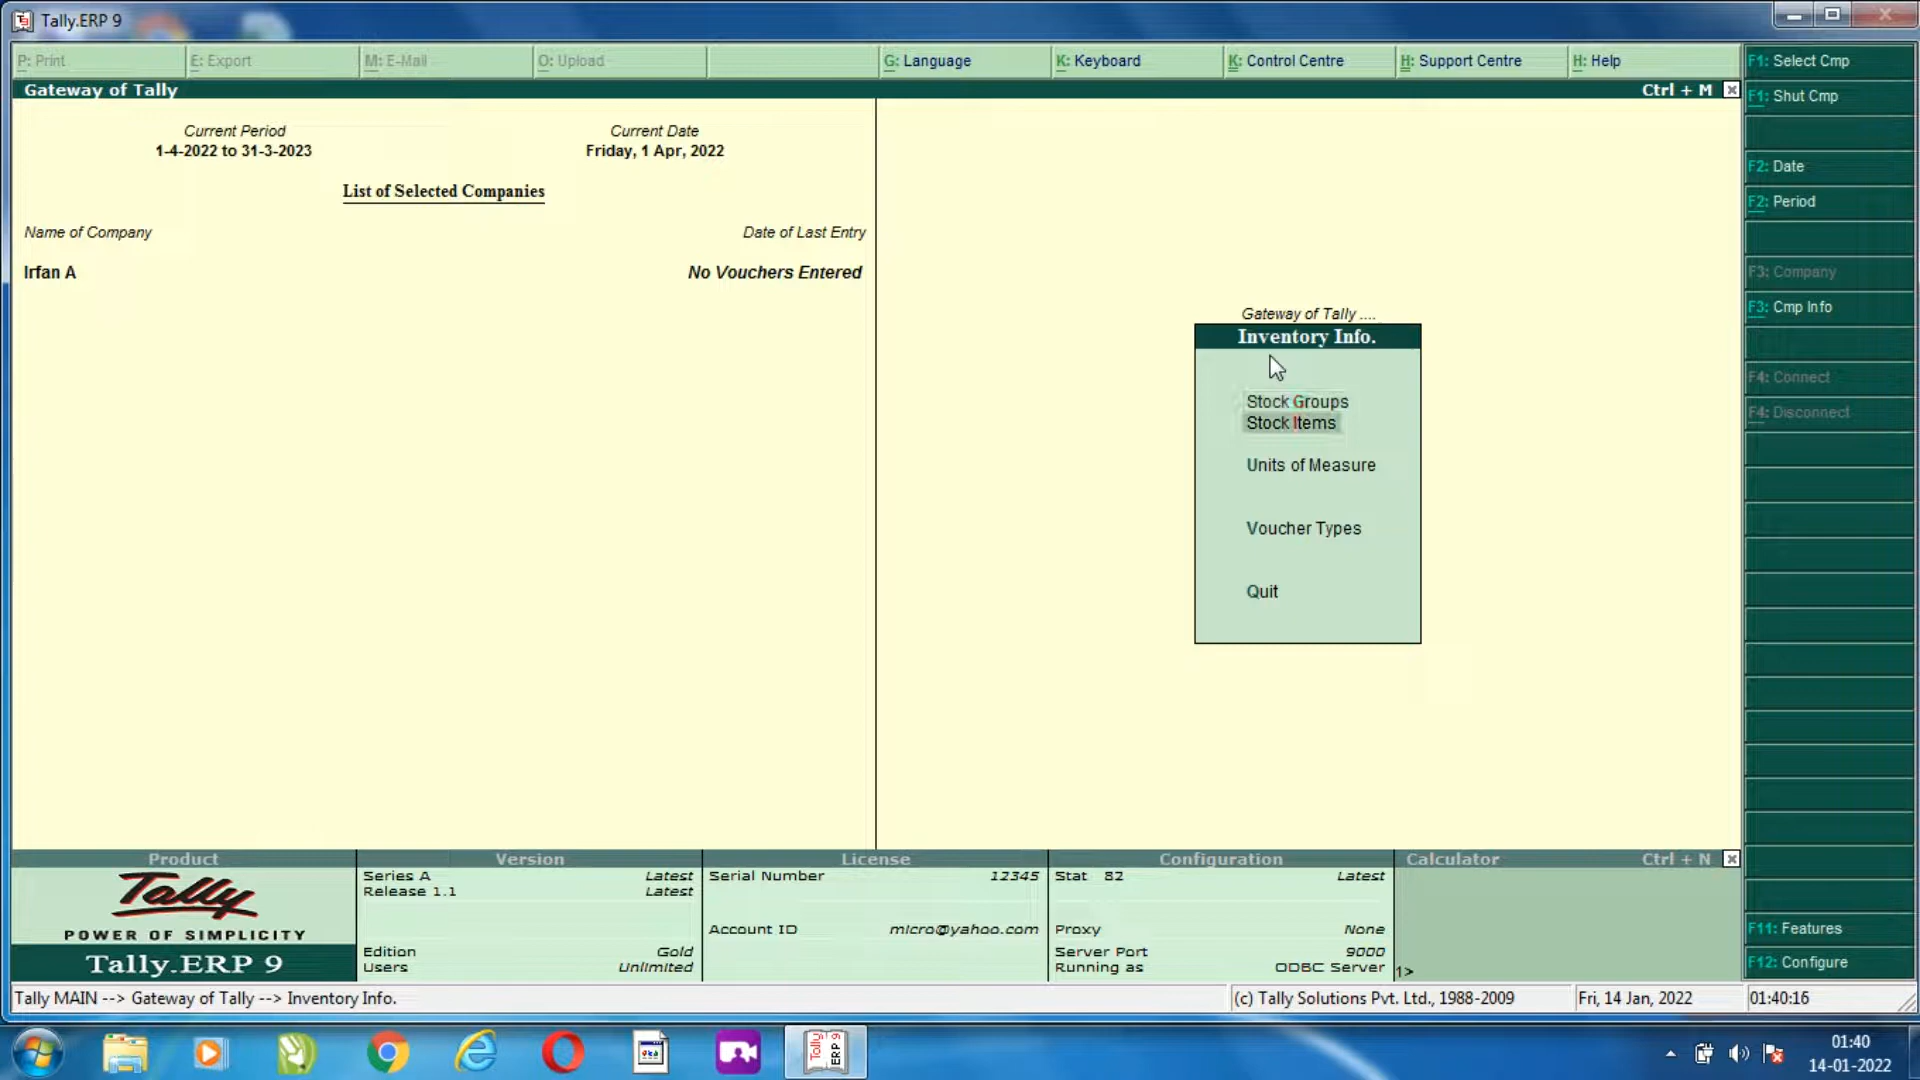 Tally.ERP 9
P: Print
E: Export
M: E-Mail
O: Upload
G: Language
K: Keyboard
K: Control Centre
H: Support Centre
H: Help
Gateway of Tally
Ctrl + M
Current Period
1-4-2022 to 31-3-2023
Current Date
Friday, 1 Apr, 2022
List of Selected Companies
Name of Company
Date of Last Entry
Irfan A
No Vouchers Entered
Gateway of Tally ....
Inventory Info.
Stock Groups
Stock Items
Units of Measure
Voucher Types
Quit
F1: Select Cmp
F1: Shut Cmp
F2: Date
F2: Period
F3: Company
F3: Cmp Info
F4: Connect
F4: Disconnect
F11: Features
F12: Configure
Product
Tally
POWER OF SIMPLICITY
Tally.ERP 9
Version
Series A Latest
Release 1.1 Latest
Edition Gold
Users Unlimited
License
Serial Number 12345
Account ID micro@yahoo.com
Configuration
Stat 82 Latest
Proxy None
Server Port 9000
Running as ODBC Server
Calculator
Ctrl + N
1>
Tally MAIN --> Gateway of Tally --> Inventory Info.
(c) Tally Solutions Pvt. Ltd., 1988-2009
Fri, 14 Jan, 2022
01:40:16
Tally
ERP 9
01:40
14-01-2022